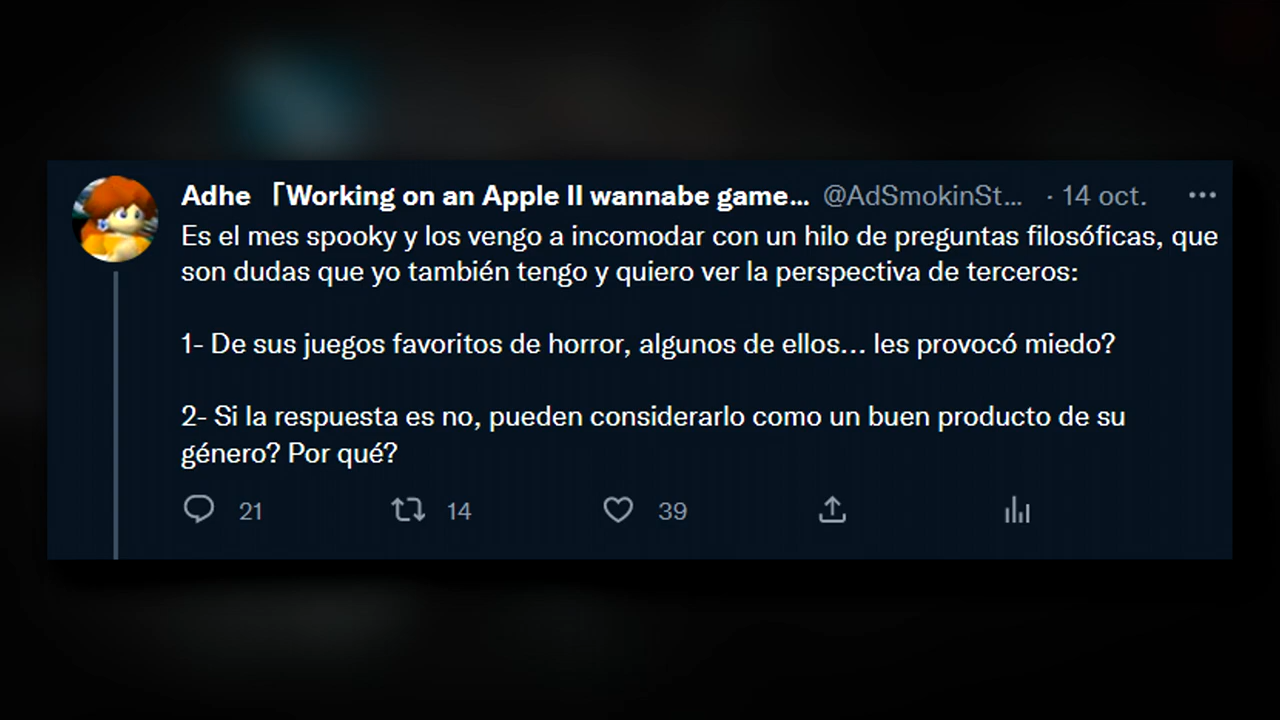 Adhe 「Working on an Apple II wannabe game... @AdSmokinSt... · 14 oct.
Es el mes spooky y los vengo a incomodar con un hilo de preguntas filosóficas, que
son dudas que yo también tengo y quiero ver la perspectiva de terceros:
1- De sus juegos favoritos de horror, algunos de ellos... les provocó miedo?
2- Si la respuesta es no, pueden considerarlo como un buen producto de su
género? Por qué?
21 14 39